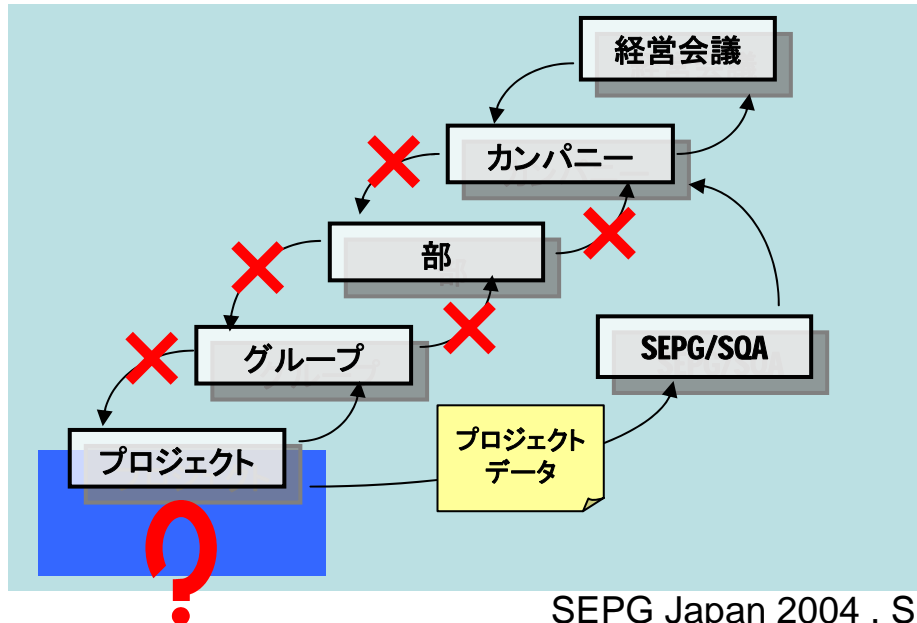 経営会議
カンパニー
部
グループ
SEPG/SQA
プロジェクト
プロジェクト
データ
?
SEPG Japan 2004 , S